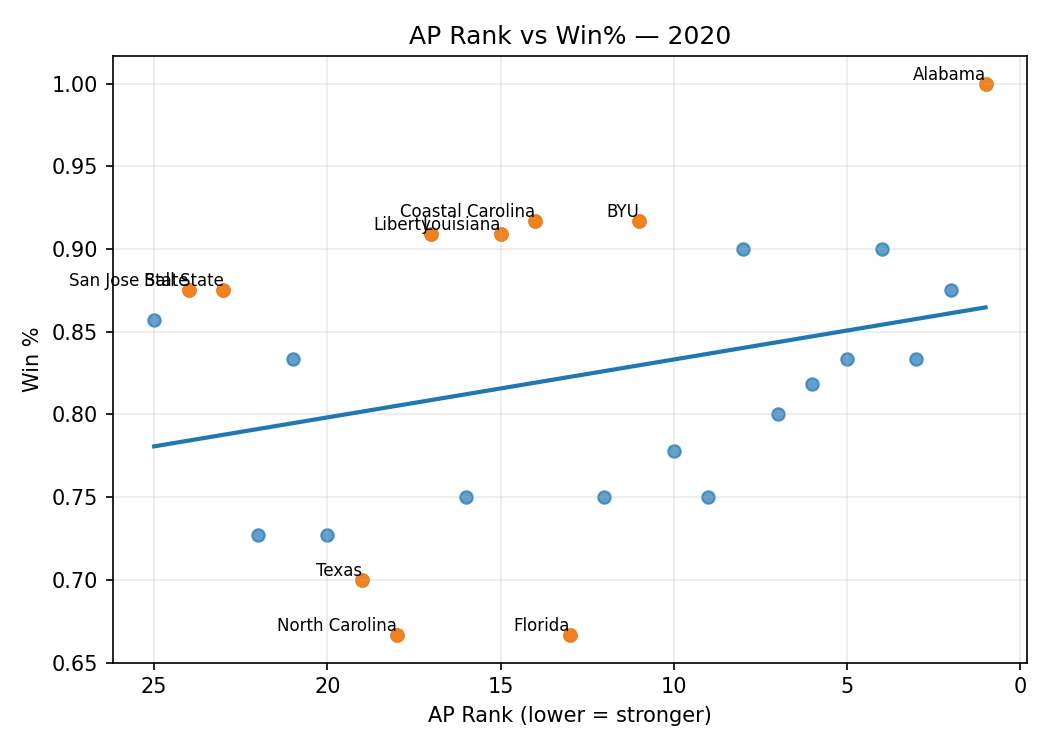 AP Rank vs Win% — 2020
Alabama
Coastal Carolina
BYU
Liberty
Louisiana
San Jose State
Ball State
Texas
North Carolina
Florida
1.00
0.95
0.90
0.85
0.80
0.75
0.70
0.65
Win %
25
20
15
10
5
0
AP Rank (lower = stronger)